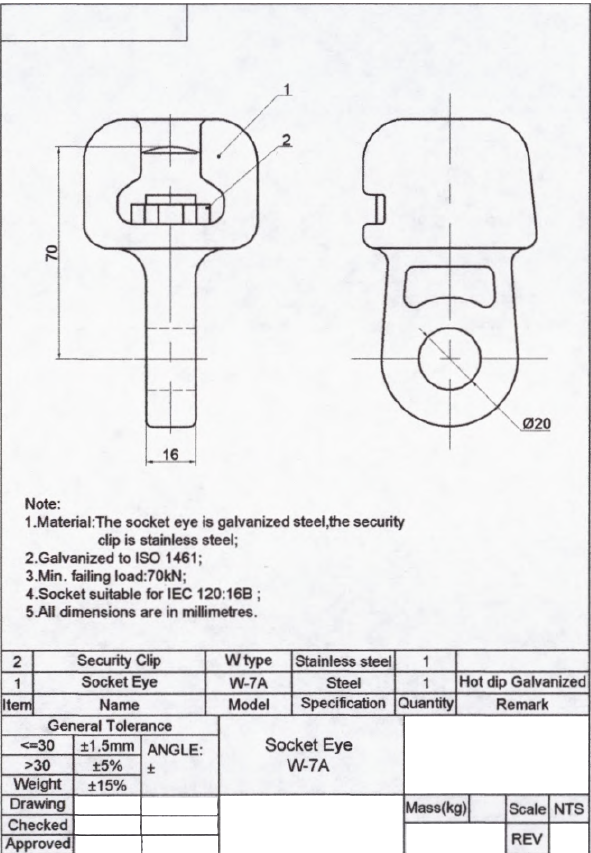 1
2
70
16
Ø20
Note:
1.Material:The socket eye is galvanized steel,the security
clip is stainless steel;
2.Galvanized to ISO 1461;
3.Min. failing load:70kN;
4.Socket suitable for IEC 120:16B ;
5.All dimensions are in millimetres.
2 Security Clip W type Stainless steel 1
1 Socket Eye W-7A Steel 1 Hot dip Galvanized
Item Name Model Specification Quantity Remark
General Tolerance
<=30 ±1.5mm ANGLE:
>30 ±5% ±
Weight ±15%
Socket Eye
W-7A
Drawing Mass(kg) Scale NTS
Checked
Approved REV